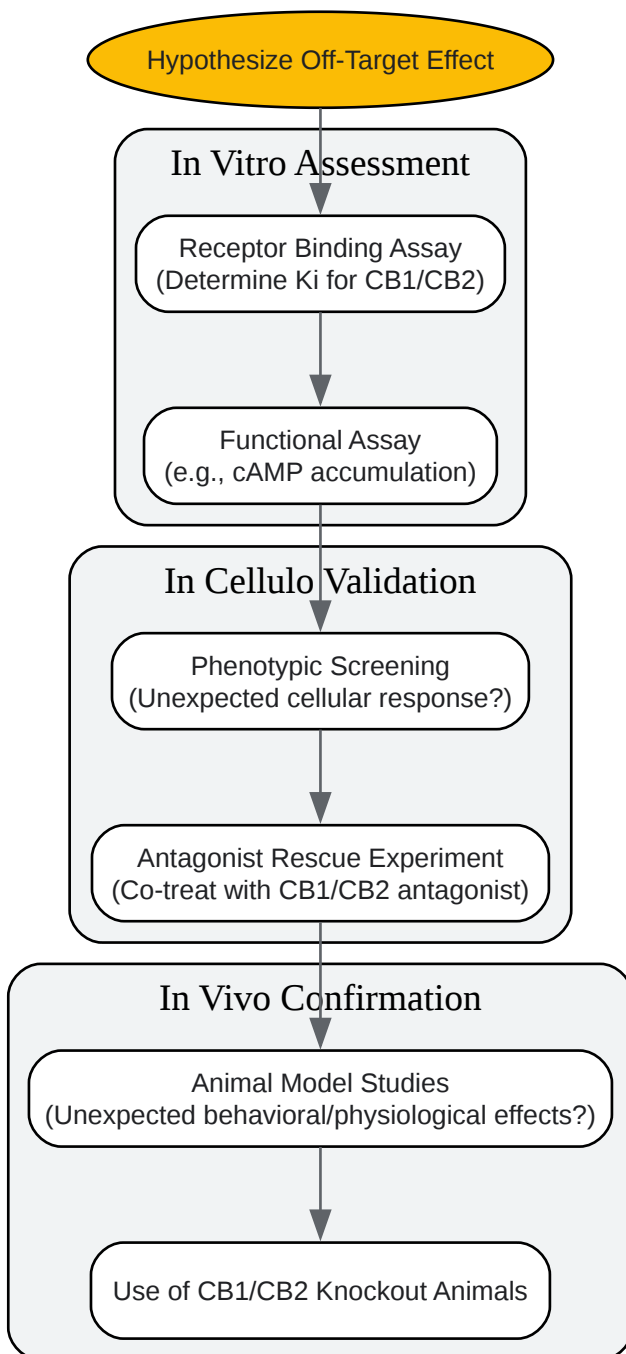 Hypothesize Off-Target Effect
In Vitro Assessment
Receptor Binding Assay
(Determine Ki for CB1/CB2)
Functional Assay
(e.g., cAMP accumulation)
In Cellulo Validation
Phenotypic Screening
(Unexpected cellular response?)
Antagonist Rescue Experiment
(Co-treat with CB1/CB2 antagonist)
In Vivo Confirmation
Animal Model Studies
(Unexpected behavioral/physiological effects?)
Use of CB1/CB2 Knockout Animals